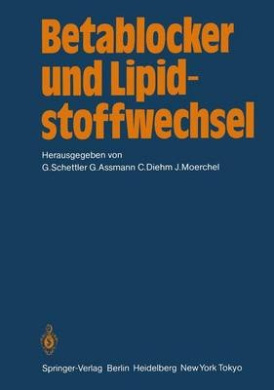 Betablocker
und Lipid-
stoffwechsel
Herausgegeben von
G. Schettler G. Assmann C. Diehm J. Moerchel
Springer-Verlag Berlin Heidelberg New York Tokyo